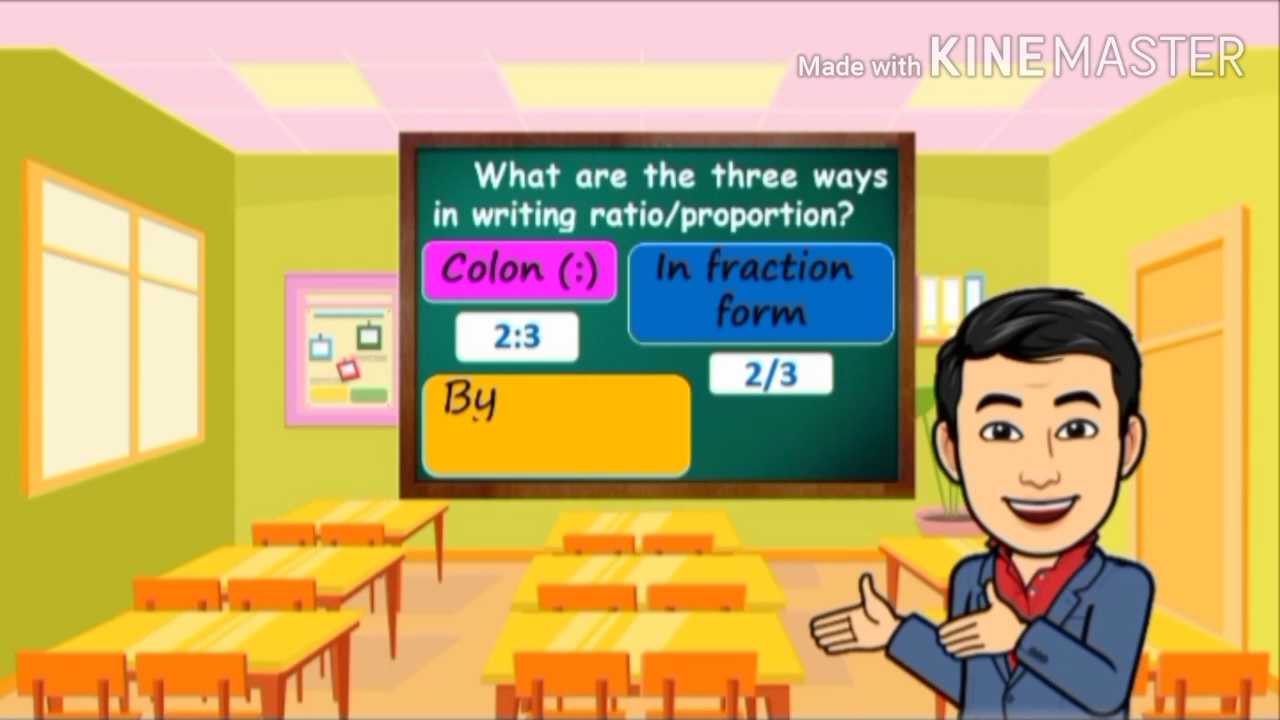 Made with KINEMASTER
What are the three ways
in writing ratio/proportion?
Colon (:)
In fraction
form
2:3
2/3
By